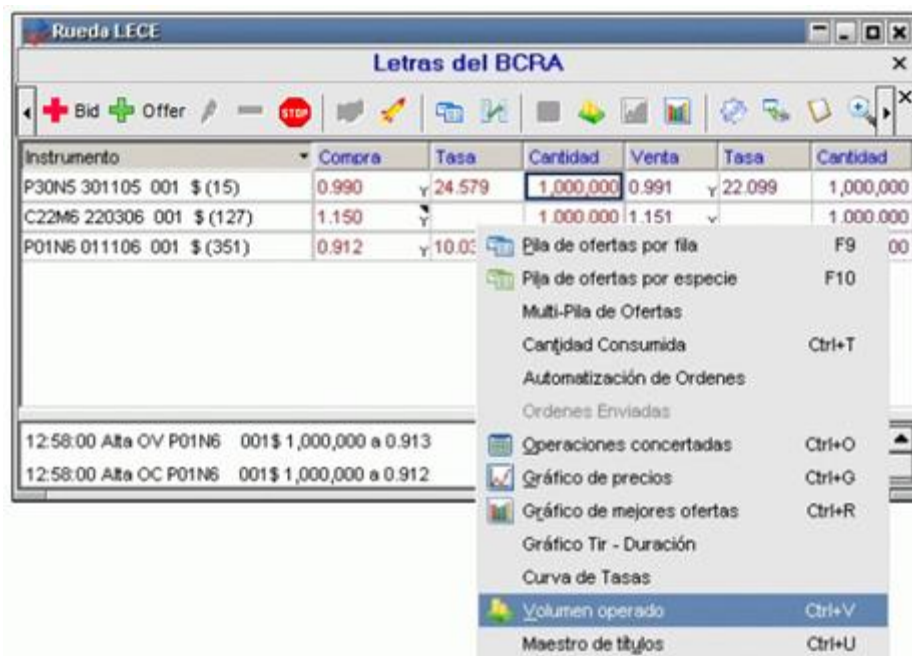 Rueda LECE
Letras del BCRA
Bid Offer STOP
Instrumento Compra Tasa Cantidad Venta Tasa Cantidad
P30N5 301105 001 $ (15) 0.990 Y 24.579 1,000,000 0.991 Y 22.099 1,000,000
C22M6 220306 001 $ (127) 1.150 Y 1.000.000 1.151 Y 1.000.000
P01N6 011106 001 $ (351) 0.912 Y 10.03 00
Pila de ofertas por fila F9
Pila de ofertas por especie F10
Multi-Pila de Ofertas
Cantidad Consumida Ctrl+T
Automatización de Ordenes
Ordenes Enviadas
Operaciones concertadas Ctrl+O
Gráfico de precios Ctrl+G
Gráfico de mejores ofertas Ctrl+R
Gráfico Tir - Duración
Curva de Tasas
Volumen operado Ctrl+V
Maestro de títulos Ctrl+U
12:58:00 Alta OV P01N6 001$ 1,000,000 a 0.913
12:58:00 Alta OC P01N6 001$ 1,000,000 a 0.912